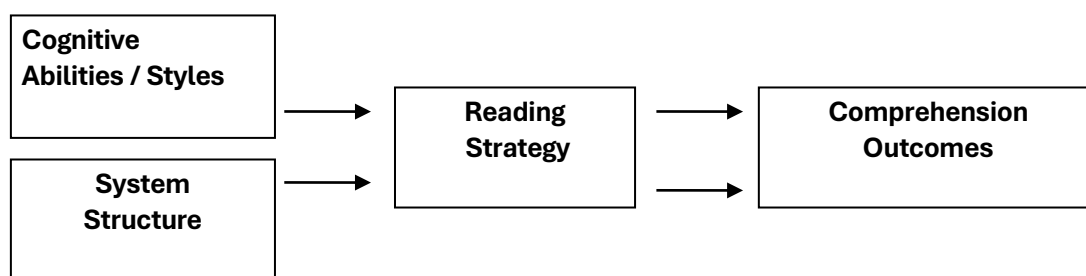 Cognitive
Abilities / Styles
System
Structure
Reading
Strategy
Comprehension
Outcomes